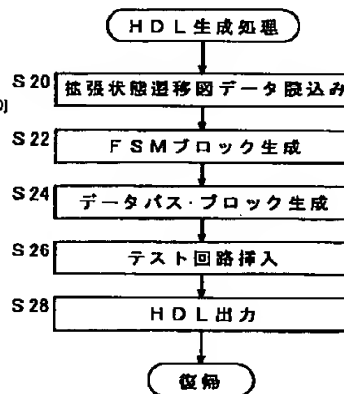 HDL生成処理
S20 拡張状態遷移図データ読込み
S22 FSMブロック生成
S24 データパス・ブロック生成
S26 テスト回路挿入
S28 HDL出力
復帰